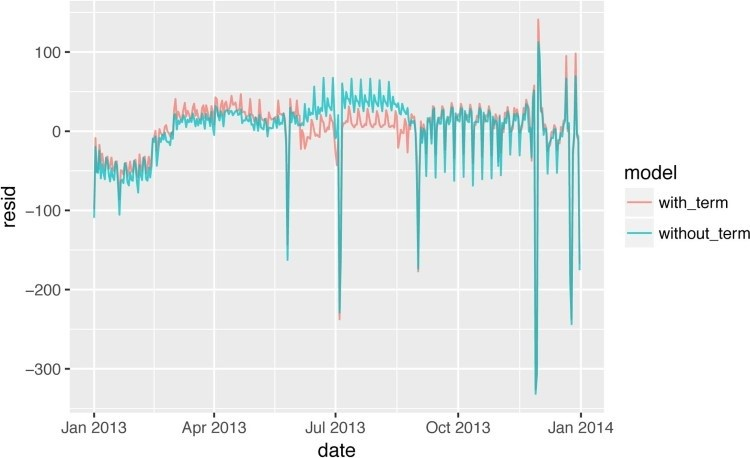 100
0
−100
−200
−300
resid
Jan 2013
Apr 2013
Jul 2013
Oct 2013
Jan 2014
date
model
with_term
without_term